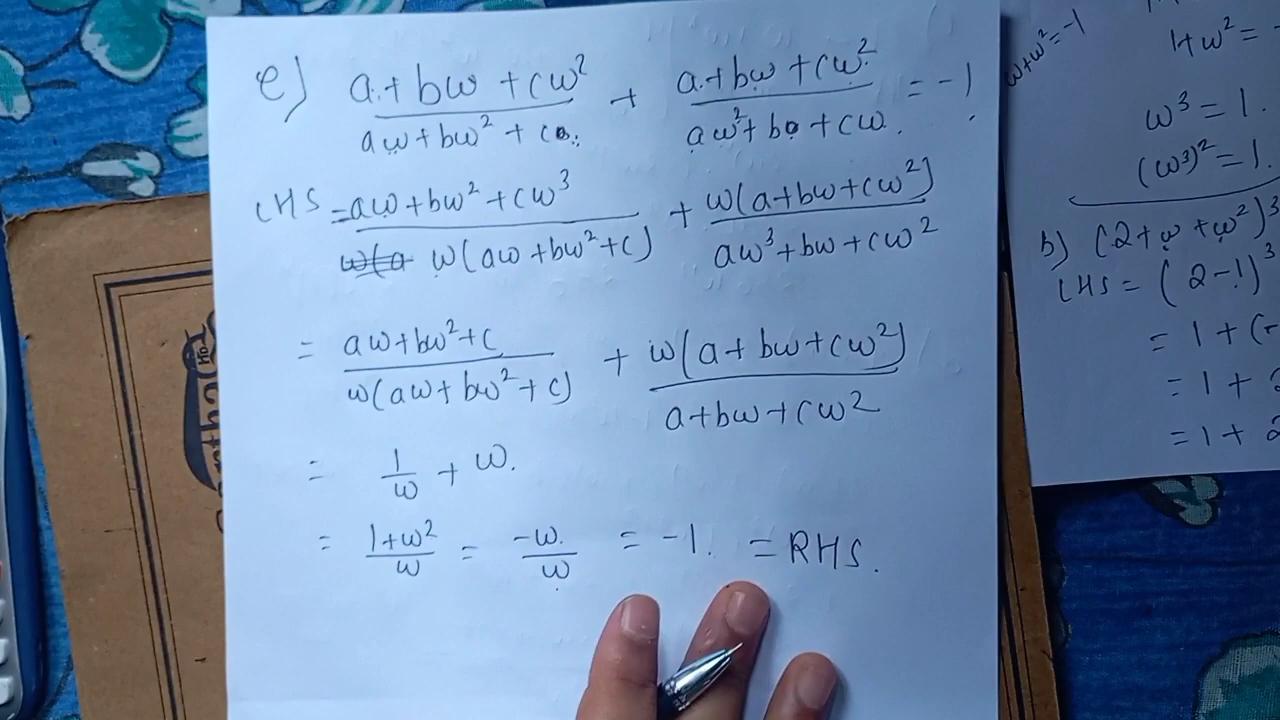 e) (a+bω+cω²)/(aω+bω²+c) + (a+bω+cω²)/(aω²+b+cω) = -1
LHS = (aω+bω²+cω³)/(ω(aω+bω²+c)) + ω(a+bω+cω²)/(aω³+bω+cω²)
= (aω+bω²+c)/(ω(aω+bω²+c)) + ω(a+bω+cω²)/(a+bω+cω²)
= 1/ω + ω.
= (1+ω²)/ω = -ω/ω = -1. = RHS.
ω+ω²=-1
1+ω² =
ω³ = 1.
(ω³)² = 1.
b) (2+ω+ω²)³
LHS = (2-1)³
= 1 + (-
= 1 +
= 1 + 2